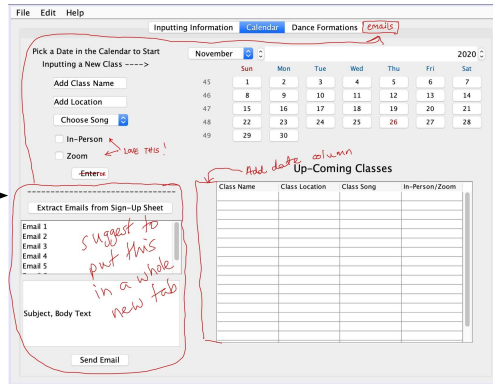 File Edit Help
Inputting Information Calendar Dance Formations emails
Pick a Date in the Calendar to Start
Inputting a New Class ---->
Add Class Name
Add Location
Choose Song
In-Person
Zoom
LOVE THIS!
Enter
November 2020
Sun Mon Tue Wed Thu Fri Sat
45 1 2 3 4 5 6 7
46 8 9 10 11 12 13 14
47 15 16 17 18 19 20 21
48 22 23 24 25 26 27 28
49 29 30
Add date column
Up-Coming Classes
Class Name Class Location Class Song In-Person/Zoom
Extract Emails from Sign-Up Sheet
Email 1
Email 2
Email 3
Email 4
Email 5
suggest to
put this
in a whole
new tab
Subject, Body Text
Send Email